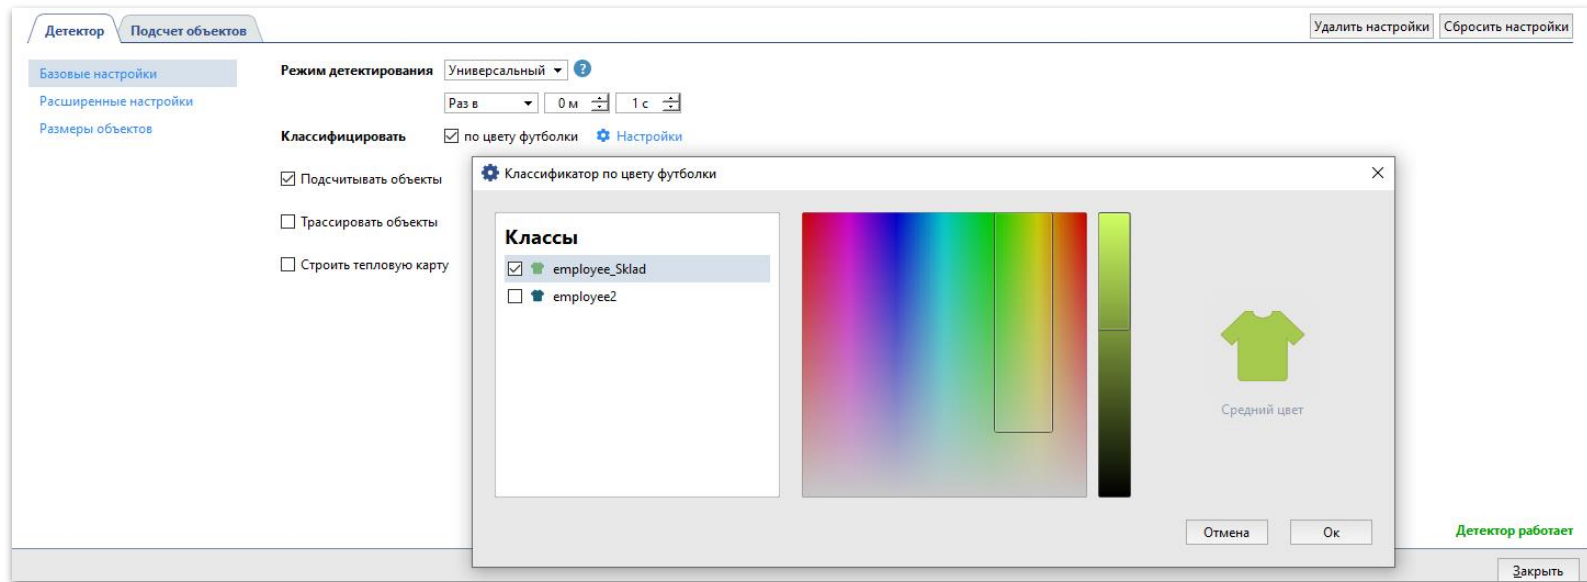 Детектор Подсчет объектов Удалить настройки Сбросить настройки
Базовые настройки Режим детектирования Универсальный ?
Расширенные настройки Раз в 0 м 1 с
Размеры объектов Классифицировать по цвету футболки Настройки
Подсчитывать объекты
Трассировать объекты
Строить тепловую карту
Классификатор по цвету футболки
Классы
employee_Sklad
employee2
Средний цвет
Отмена Ок
Детектор работает
Закрыть